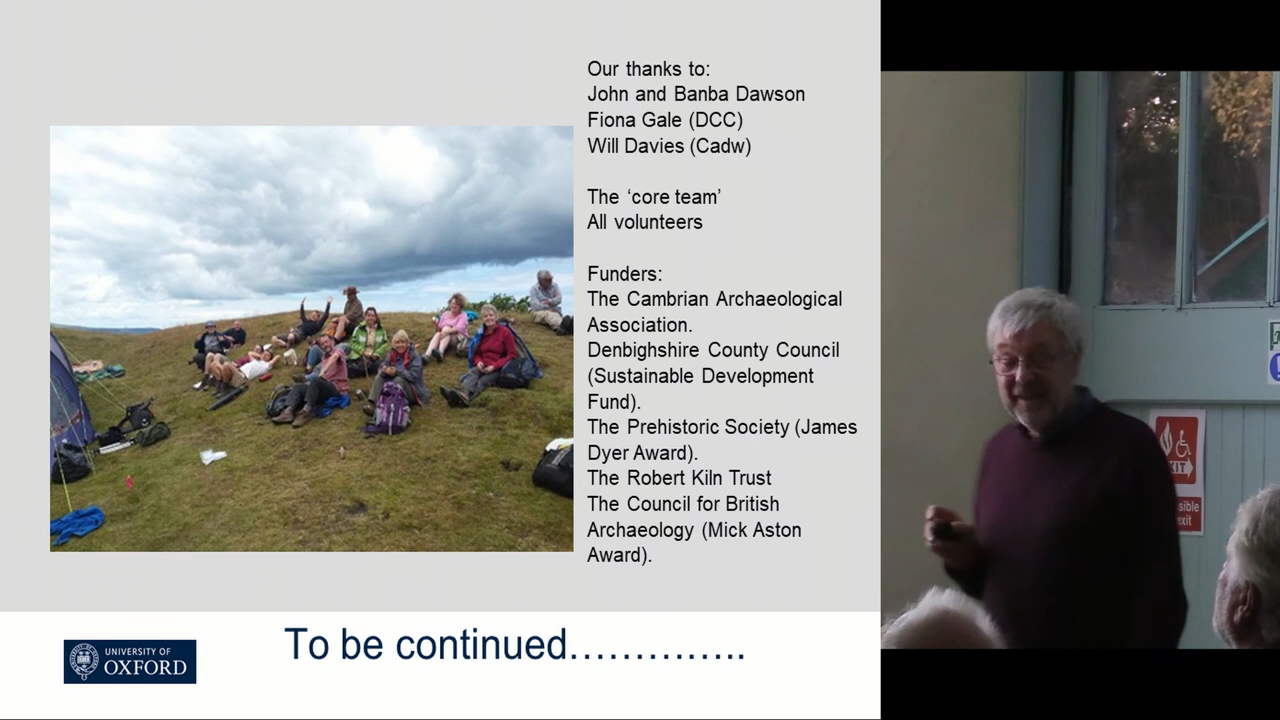 Our thanks to:
John and Banba Dawson
Fiona Gale (DCC)
Will Davies (Cadw)
The ‘core team’
All volunteers
Funders:
The Cambrian Archaeological
Association.
Denbighshire County Council
(Sustainable Development
Fund).
The Prehistoric Society (James
Dyer Award).
The Robert Kiln Trust
The Council for British
Archaeology (Mick Aston
Award).
To be continued…………..
UNIVERSITY OF
OXFORD
XIT
sible
exit